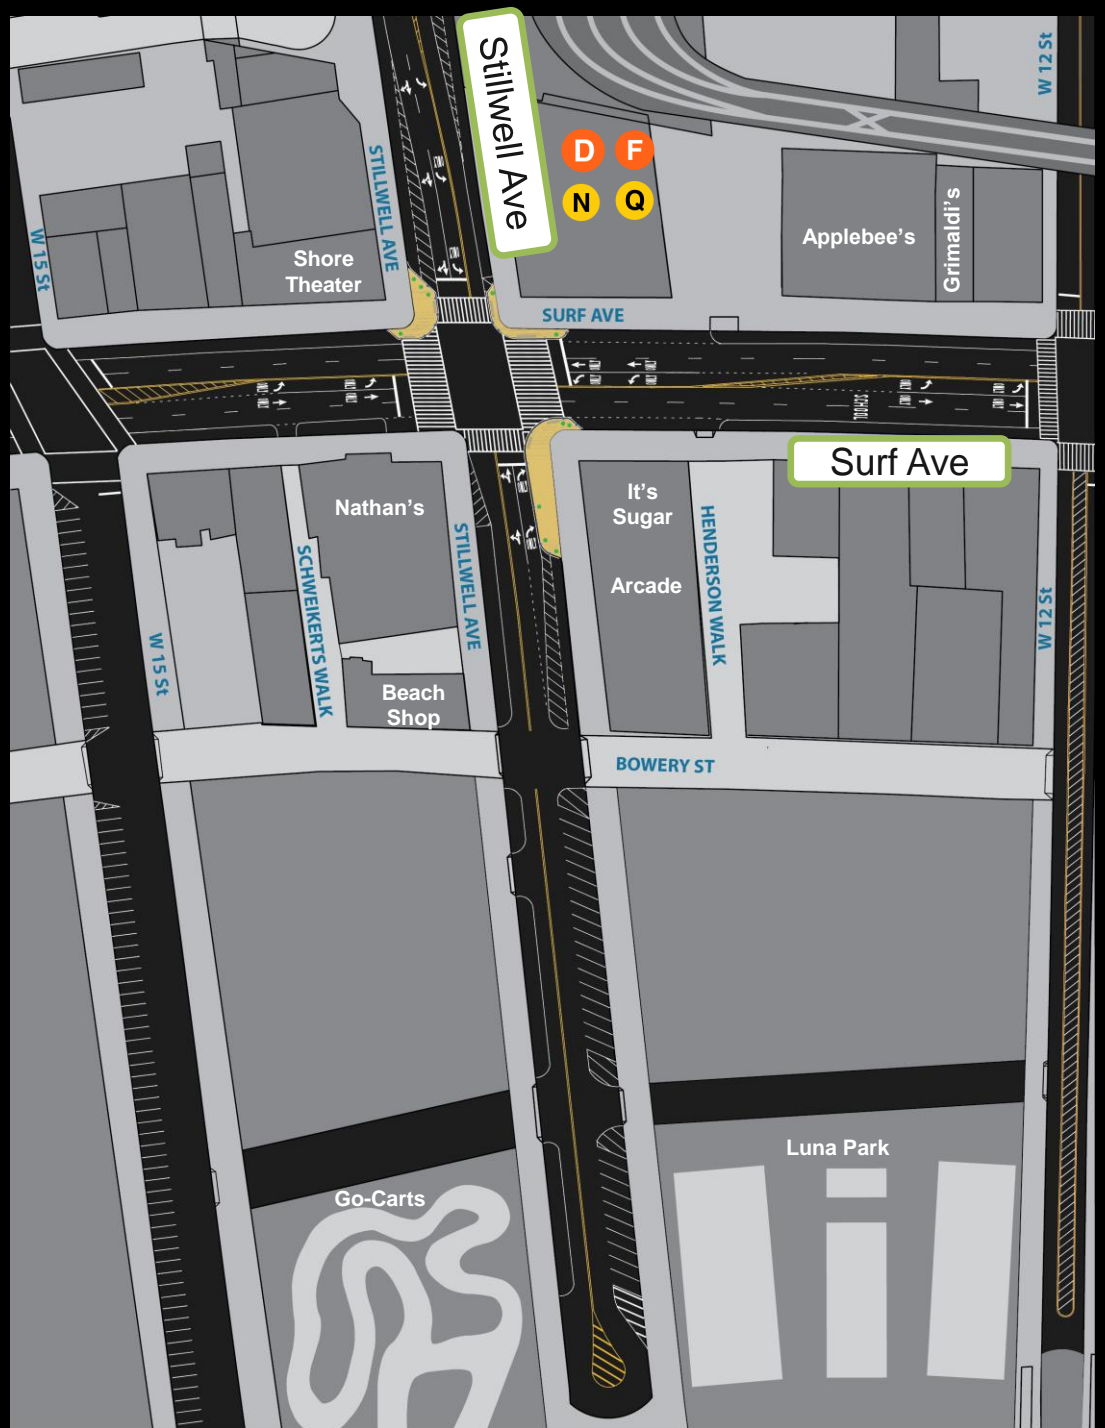 Stillwell Ave
W 12 St
D F
N Q
STILLWELL AVE
W 15 St
Shore
Theater
Applebee's
Grimaldi's
SURF AVE
SCHOOL
Surf Ave
Nathan's
It's
Sugar
Arcade
SCHWEIKERTS WALK
STILLWELL AVE
HENDERSON WALK
W 12 St
W 15 St
Beach
Shop
BOWERY ST
Luna Park
Go-Carts